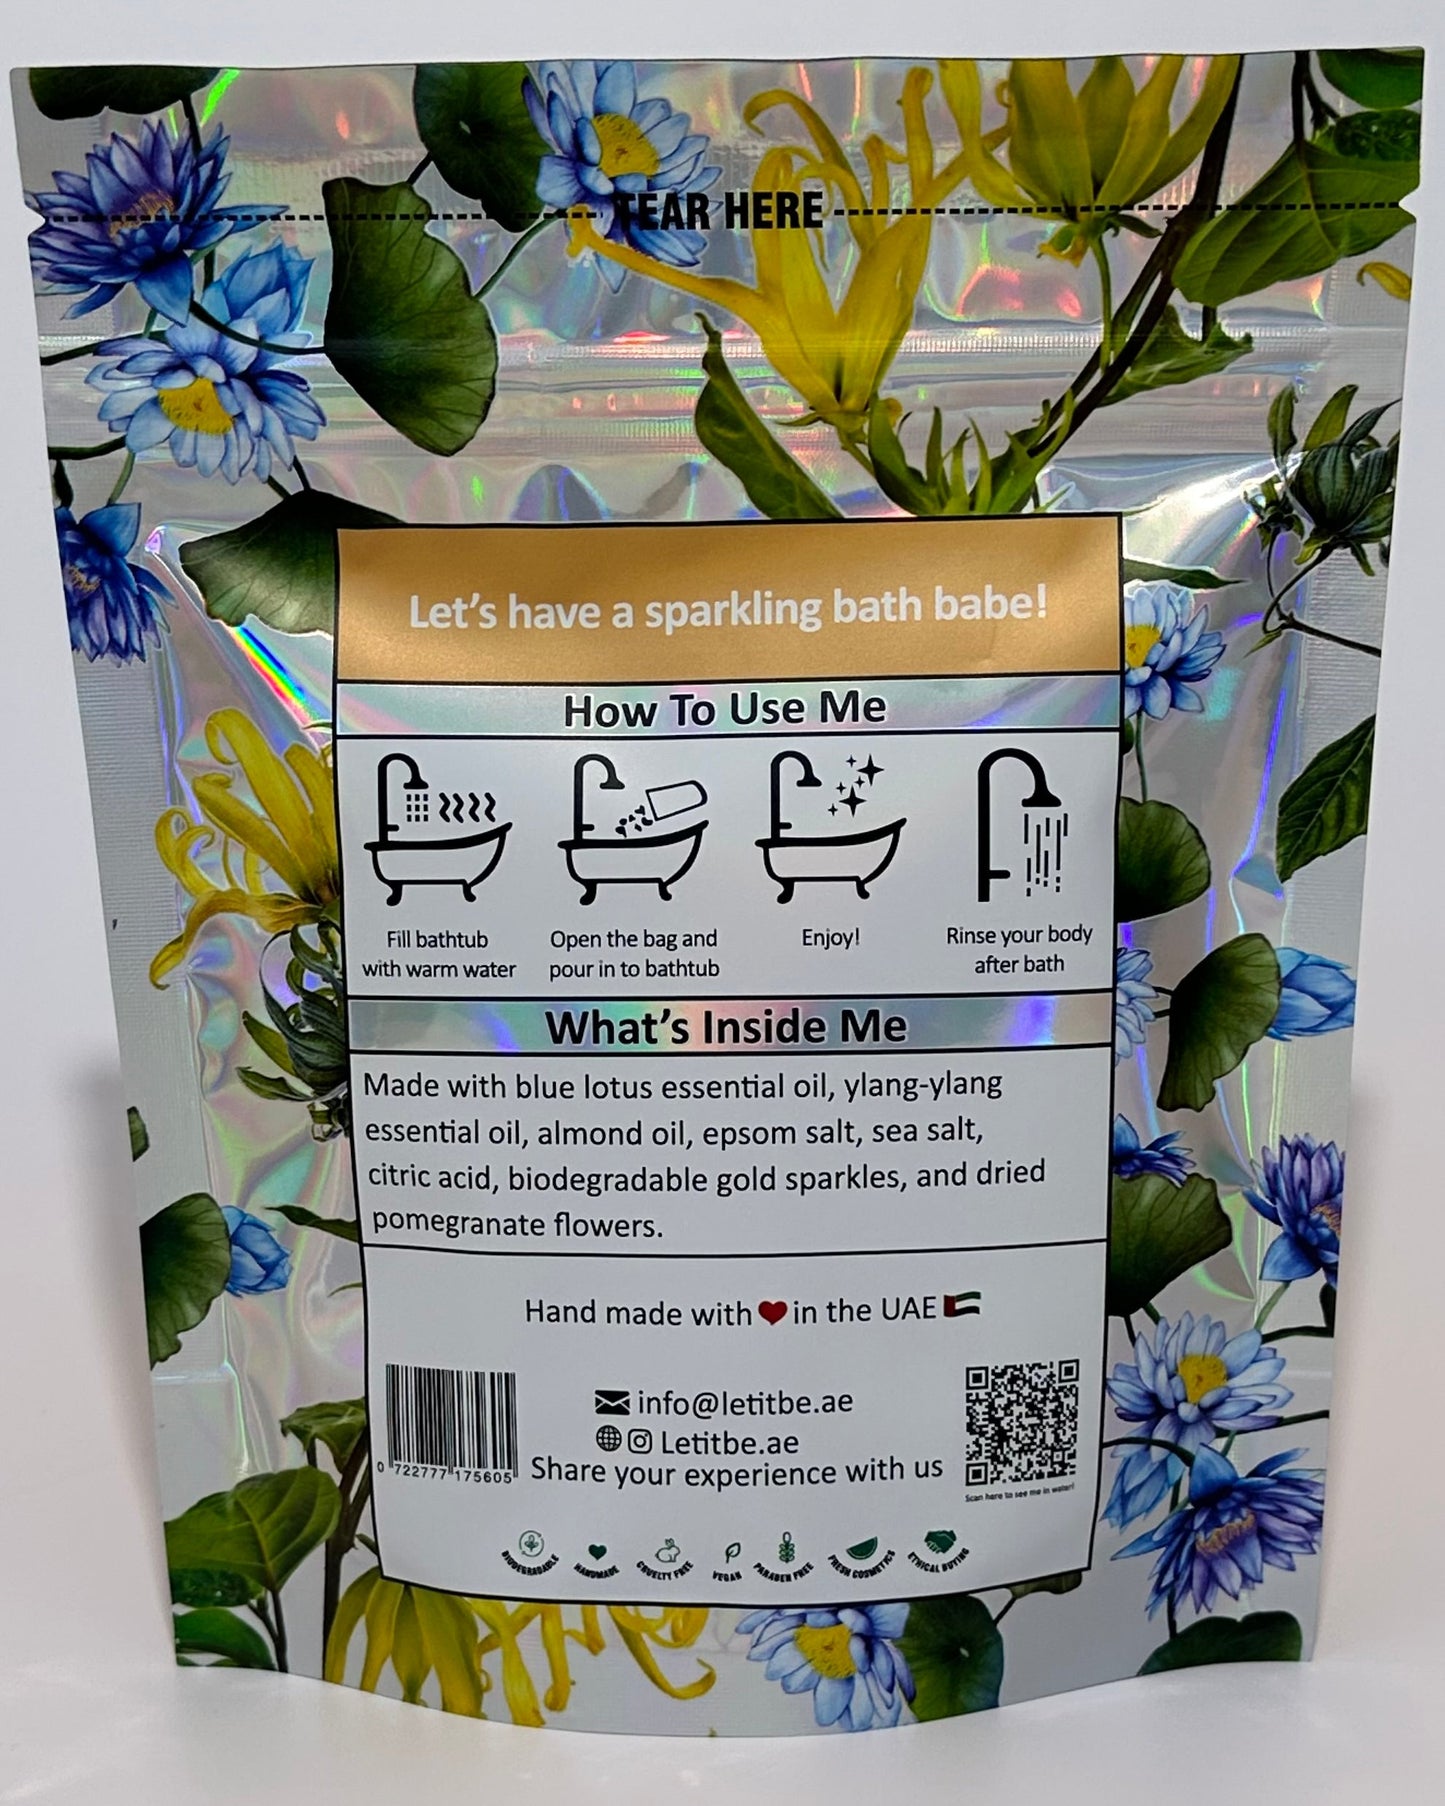 TEAR HERE
Let's have a sparkling bath babe!
How To Use Me
Fill bathtub
with warm water
Open the bag and
pour in to bathtub
Enjoy!
Rinse your body
after bath
What's Inside Me
Made with blue lotus essential oil, ylang-ylang
essential oil, almond oil, epsom salt, sea salt,
citric acid, biodegradable gold sparkles, and dried
pomegranate flowers.
Hand made with ❤ in the UAE 🇦🇪
info@letitbe.ae
Letitbe.ae
Share your experience with us
0 722777 175605
Scan here to see me in water!
BIODEGRADABLE
HANDMADE
CRUELTY FREE
VEGAN
PARABEN FREE
FRESH COSMETICS
ETHICAL BUYING